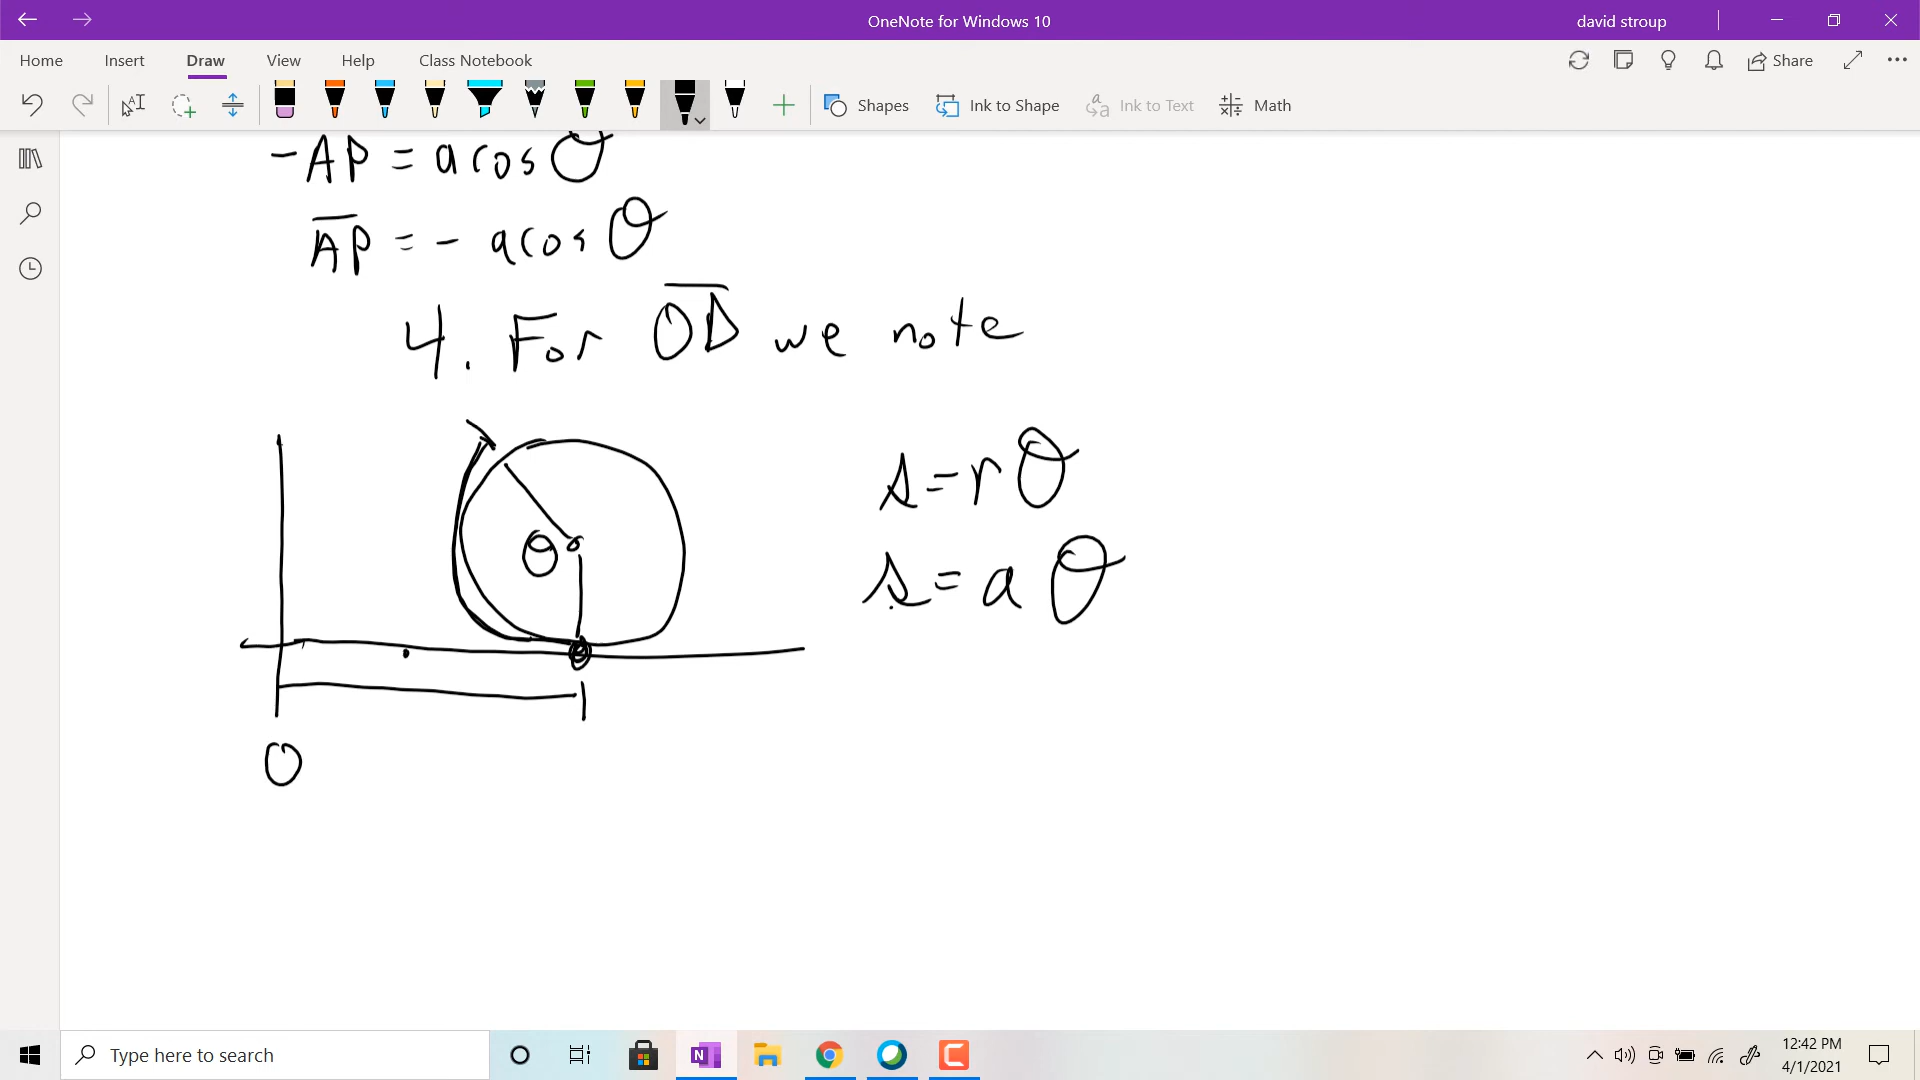 OneNote for Windows 10
david stroup
Home Insert Draw View Help Class Notebook
Share
Shapes Ink to Shape Ink to Text Math
-AP = a cos θ
A̅P̅ = - a cos θ
4. For O̅D̅ we note
s = r θ
s = a θ
θ
O
Type here to search
12:42 PM
4/1/2021